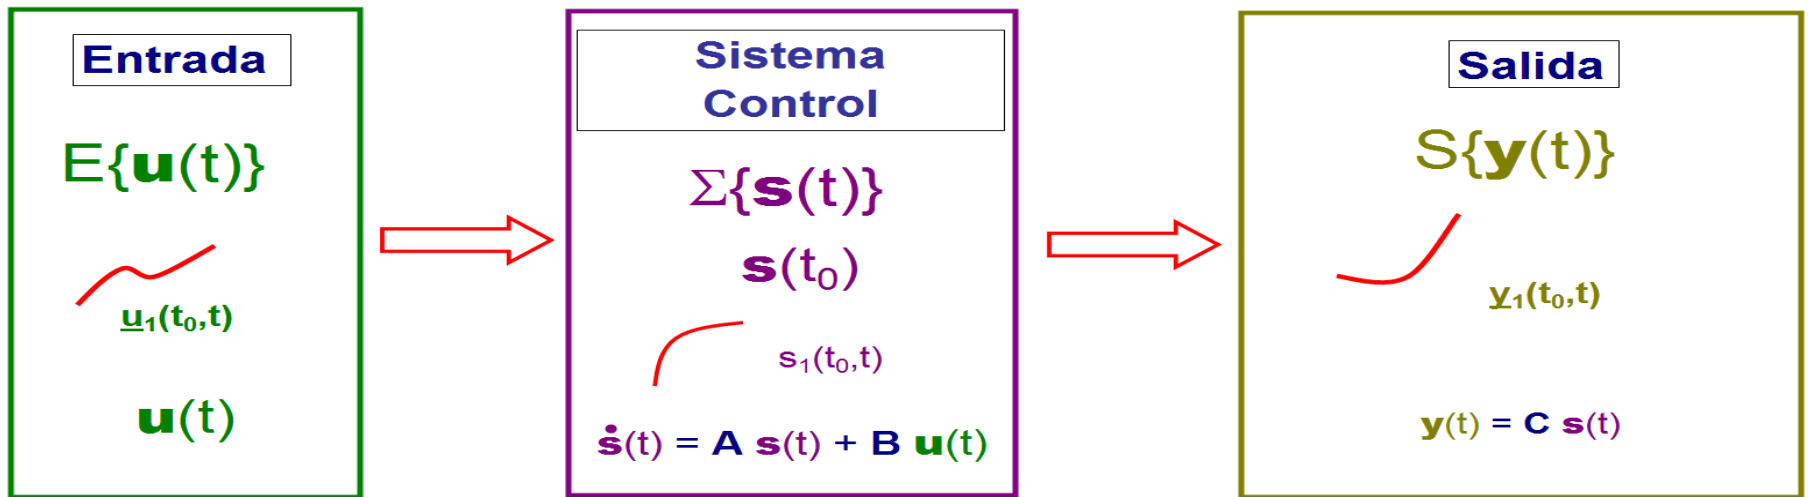 Entrada
E{u(t)}
u₁(t₀,t)
u(t)
Sistema
Control
Σ{s(t)}
s(t₀)
s₁(t₀,t)
ṡ(t) = A s(t) + B u(t)
Salida
S{y(t)}
y₁(t₀,t)
y(t) = C s(t)